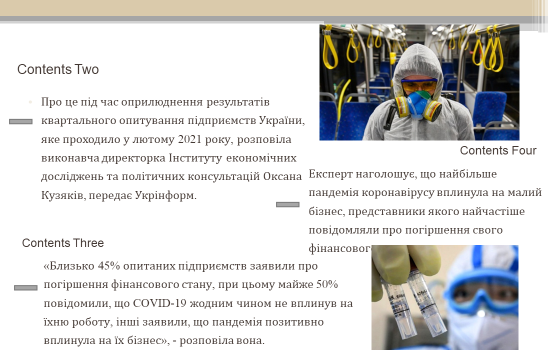 Contents Two
Про це під час оприлюднення результатів
квартального опитування підприємств України,
яке проходило у лютому 2021 року, розповіла
виконавча директорка Інституту економічних
досліджень та політичних консультацій Оксана
Кузяків, передає Укрінформ.
Contents Three
«Близько 45% опитаних підприємств заявили про
погіршення фінансового стану, при цьому майже 50%
повідомили, що COVID-19 жодним чином не вплинув на
їхню роботу, інші заявили, що пандемія позитивно
вплинула на їх бізнес», - розповіла вона.
Contents Four
Експерт наголошує, що найбільше
пандемія коронавірусу вплинула на малий
бізнес, представники якого найчастіше
повідомляли про погіршення свого